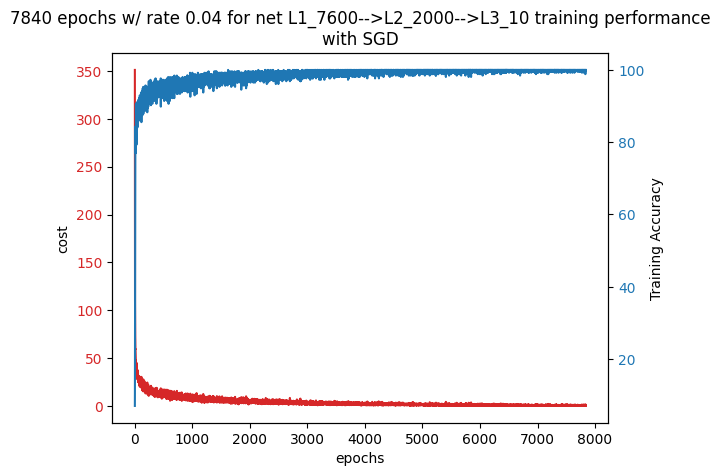 7840 epochs w/ rate 0.04 for net L1_7600-->L2_2000-->L3_10 training performance
with SGD
350
300
250
200
150
100
50
0
cost
100
80
60
40
20
Training Accuracy
0 1000 2000 3000 4000 5000 6000 7000 8000
epochs